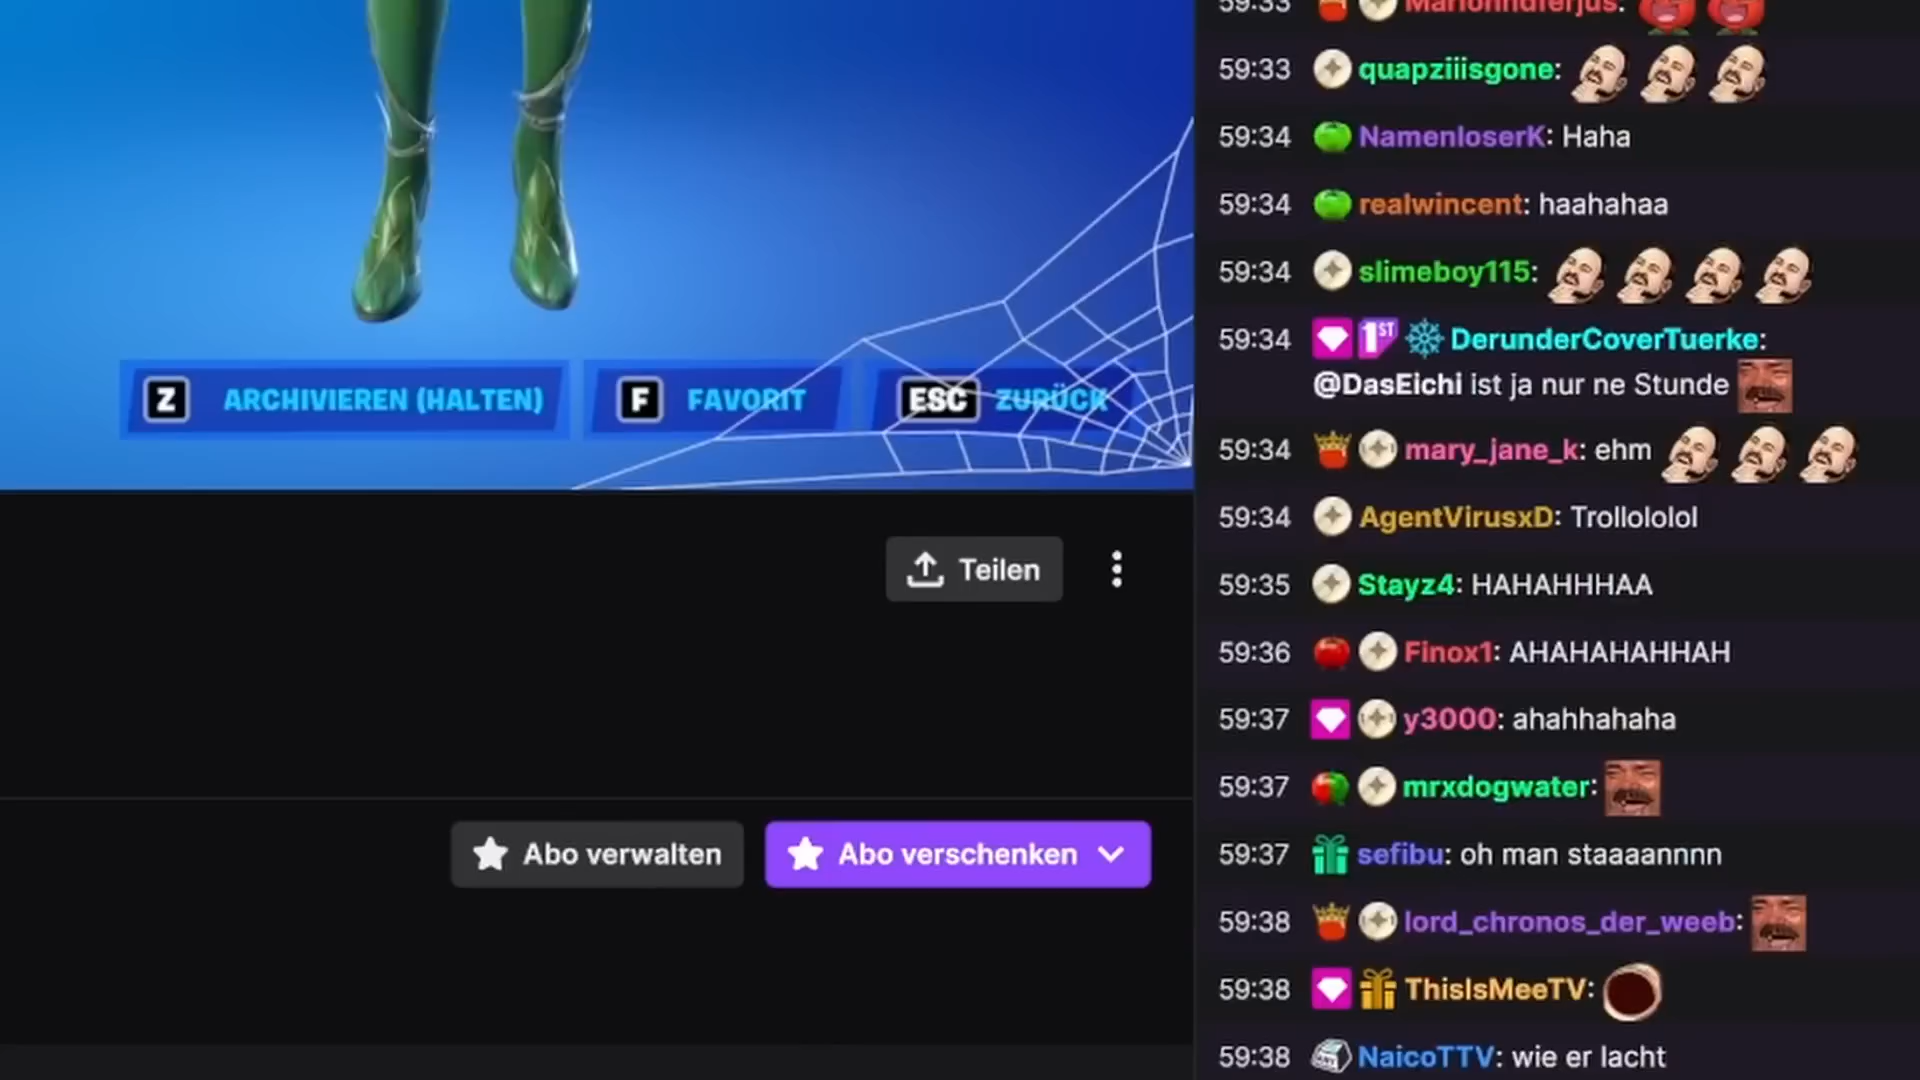 Z ARCHIVIEREN (HALTEN) F FAVORIT ESC ZURÜCK
Teilen
Abo verwalten Abo verschenken
59:33
59:33 quapziiisgone:
59:34 NamenloserK: Haha
59:34 realwincent: haahahaa
59:34 slimeboy115:
59:34 1ST DerunderCoverTuerke:
@DasEichi ist ja nur ne Stunde
59:34 mary_jane_k: ehm
59:34 AgentVirusxD: Trollololol
59:35 Stayz4: HAHAHHHAA
59:36 Finox1: AHAHAHAHHAH
59:37 y3000: ahahhahaha
59:37 mrxdogwater:
59:37 sefibu: oh man staaaannnn
59:38 lord_chronos_der_weeb:
59:38 ThisIsMeeTV:
59:38 NaicoTTV: wie er lacht